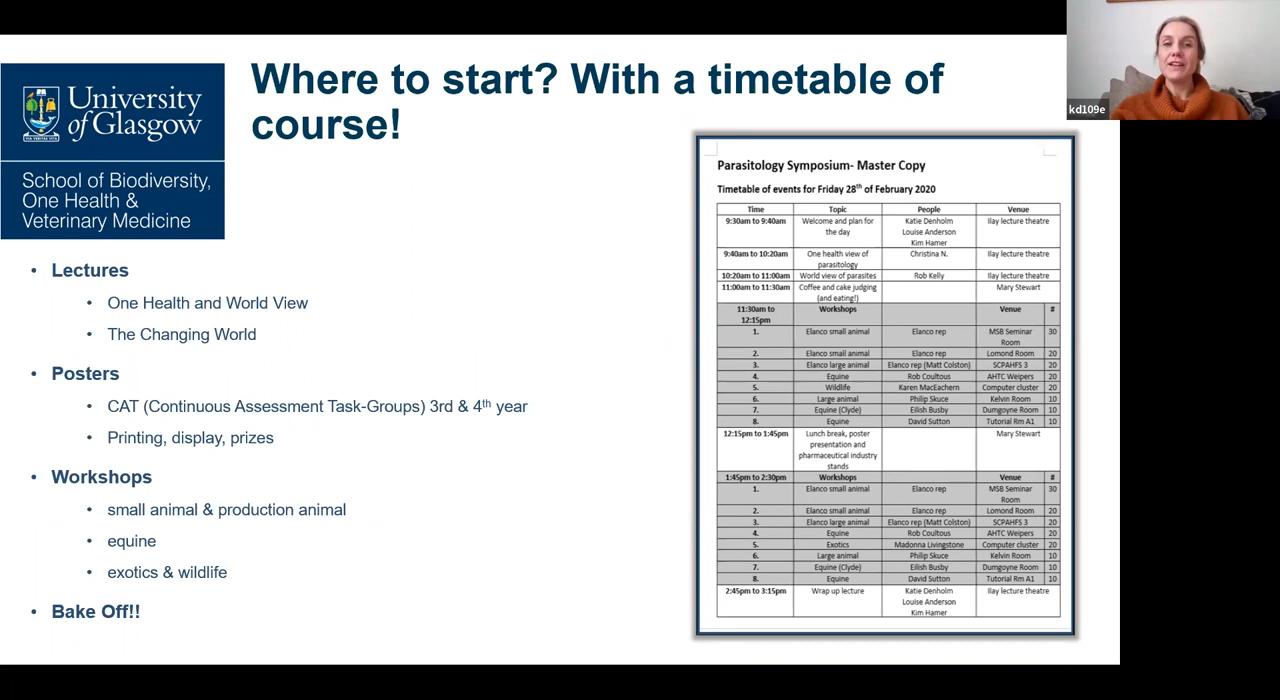 Where to start? With a timetable of
course!
University
of Glasgow
School of Biodiversity,
One Health &
Veterinary Medicine
• Lectures
• One Health and World View
• The Changing World
• Posters
• CAT (Continuous Assessment Task-Groups) 3rd & 4th year
• Printing, display, prizes
• Workshops
• small animal & production animal
• equine
• exotics & wildlife
• Bake Off!!
Parasitology Symposium- Master Copy
Timetable of events for Friday 28th of February 2020
Time Topic People Venue
9:30am to 9:40am Welcome and plan for Katie Denholm Ilay lecture theatre
the day Louise Anderson
Kim Hamer
9:40am to 10:20am One health view of Christina N. Ilay lecture theatre
parasitology
10:20am to 11:00am World view of parasites Rob Kelly Ilay lecture theatre
11:00am to 11:30am Coffee and cake judging Mary Stewart
(and eating!)
11:30am to Workshops Venue #
12:15pm
1. Elanco small animal Elanco rep MSB Seminar 30
Room
2. Elanco small animal Elanco rep Lomond Room 20
3. Elanco large animal Elanco rep (Matt Colston) SCPAHFS 3 20
4. Equine Rob Coultous AHTC Weipers 20
5. Wildlife Karen MacEachern Computer cluster 20
6. Large animal Philip Skuce Kelvin Room 10
7. Equine (Clyde) Eilish Busby Dumgoyne Room 10
8. Equine David Sutton Tutorial Rm A1 10
12:15pm to 1:45pm Lunch break, poster Mary Stewart
presentation and
pharmaceutical industry
stands
1:45pm to 2:30pm Workshops Venue #
1. Elanco small animal Elanco rep MSB Seminar 30
Room
2. Elanco small animal Elanco rep Lomond Room 20
3. Elanco large animal Elanco rep (Matt Colston) SCPAHFS 3 20
4. Equine Rob Coultous AHTC Weipers 20
5. Exotics Madonna Livingstone Computer cluster 20
6. Large animal Philip Skuce Kelvin Room 10
7. Equine (Clyde) Eilish Busby Dumgoyne Room 10
8. Equine David Sutton Tutorial Rm A1 10
2:45pm to 3:15pm Wrap up lecture Katie Denholm Ilay lecture theatre
Louise Anderson
Kim Hamer
kd109e